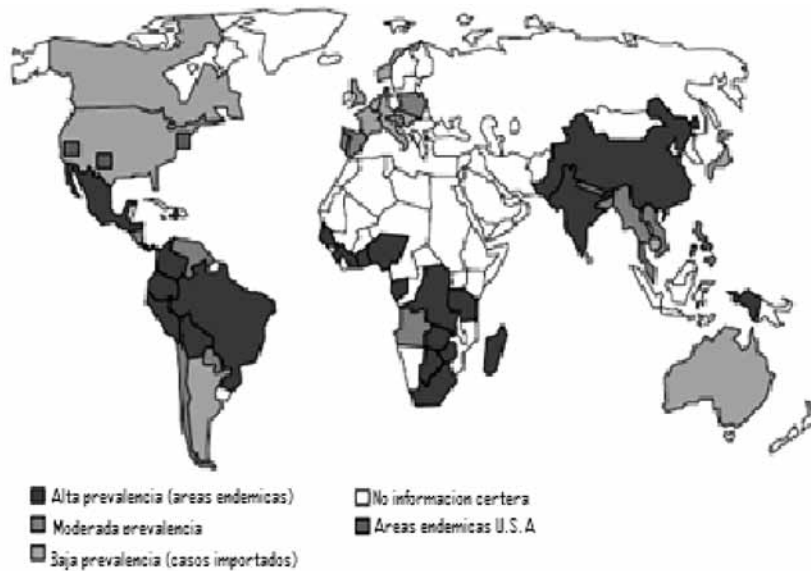 Alta prevalencia (areas endemicas)
Moderada prevalencia
Baja prevalencia (casos importados)
No informacion certera
Areas endemicas U.S.A